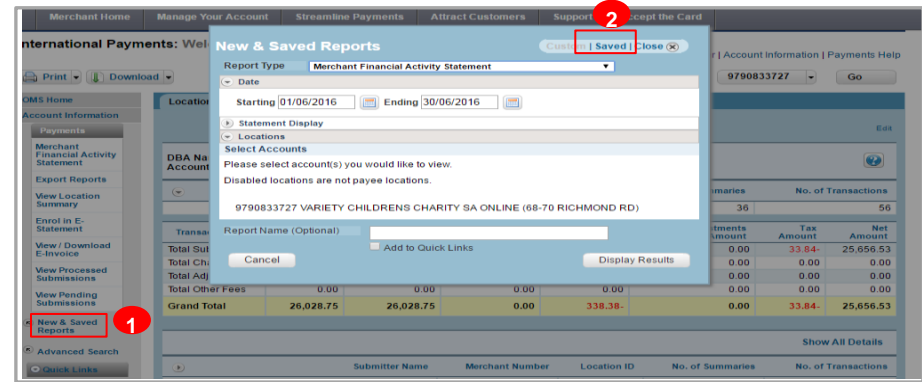 Merchant Home Manage Your Account Streamline Payments Attract Customers Support ccept the Card
2
nternational Payments: Wel
New & Saved Reports
Custom | Saved | Close
r | Account Information | Payments Help
Print Download
Report Type Merchant Financial Activity Statement
9790833727 Go
Date
OMS Home
Location
Starting 01/06/2016 Ending 30/06/2016
Account Information
Payments
Statement Display
Edit
Locations
Merchant
Financial Activity
Statement
Select Accounts
DBA Na
Account
Please select account(s) you would like to view.
Export Reports
Disabled locations are not payee locations.
View Location
Summary
maries No. of Transactions
9790833727 VARIETY CHILDRENS CHARITY SA ONLINE (68-70 RICHMOND RD)
36 56
Enrol in E-
Statement
Transac
Report Name (Optional)
tments
Amount
Tax
Amount
Net
Amount
View / Download
E-Invoice
Total Sub
Add to Quick Links
0.00 33.84- 25,656.53
Total Cha
Cancel Display Results
0.00 0.00 0.00
View Processed
Submissions
Total Adj
0.00 0.00 0.00
Total Other Fees 0.00 0.00 0.00 0.00 0.00 0.00 0.00
View Pending
Submissions
Grand Total 26,028.75 26,028.75 0.00 338.38- 0.00 33.84- 25,656.53
New & Saved
Reports
1
Show All Details
Advanced Search
Quick Links
Submitter Name Merchant Number Location ID No. of Summaries No. of Transactions